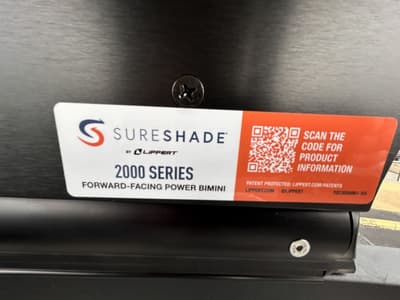 SURESHADE®
BY LIPPERT™
2000 SERIES
FORWARD-FACING POWER BIMINI
SCAN THE
CODE FOR
PRODUCT
INFORMATION
PATENT PROTECTED: LIPPERT.COM/PATENTS
LIPPERT.COM @LIPPERT